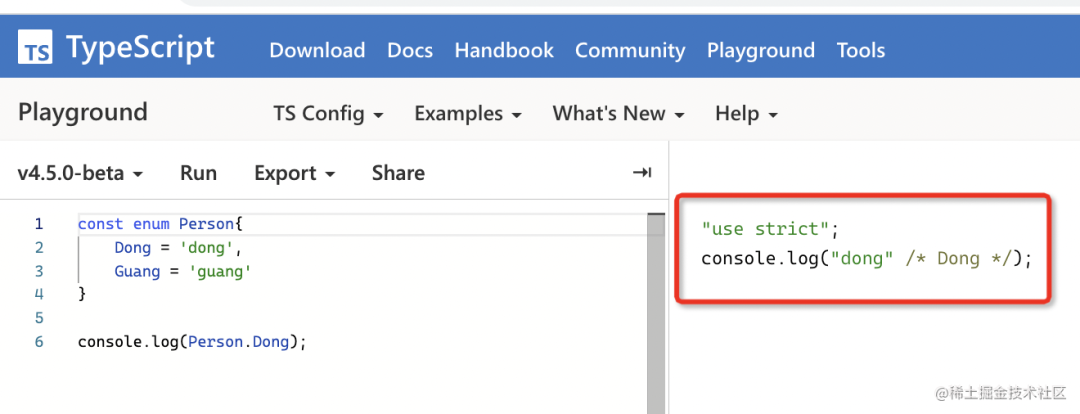 TS TypeScript Download Docs Handbook Community Playground Tools
Playground TS Config Examples What's New Help
v4.5.0-beta Run Export Share
1 const enum Person{
2     Dong = 'dong',
3     Guang = 'guang'
4 }
5
6 console.log(Person.Dong);
"use strict";
console.log("dong" /* Dong */);
@稀土掘金技术社区